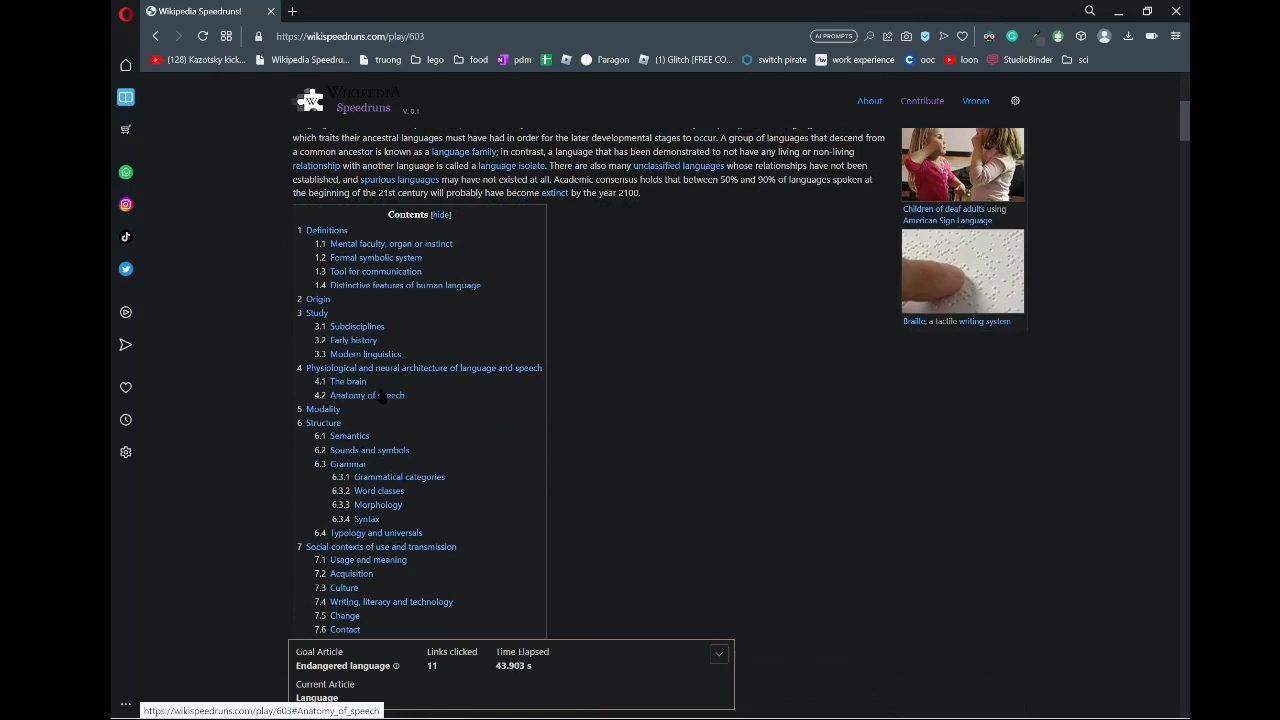 Wikipedia Speedruns!
https://wikispeedruns.com/play/603
AI PROMPTS
(128) Kazotsky kick...
Wikipedia Speedru...
truong
lego
food
pdm
Paragon
(1) Glitch [FREE CO...
switch pirate
work experience
ooc
loon
StudioBinder
sci
WIKIPEDIA
Speedruns
V. 0.1
About
Contribute
Vroom
which traits their ancestral languages must have had in order for the later developmental stages to occur. A group of languages that descend from
a common ancestor is known as a language family; in contrast, a language that has been demonstrated to not have any living or non-living
relationship with another language is called a language isolate. There are also many unclassified languages whose relationships have not been
established, and spurious languages may have not existed at all. Academic consensus holds that between 50% and 90% of languages spoken at
the beginning of the 21st century will probably have become extinct by the year 2100.
Children of deaf adults using
American Sign Language
Braille, a tactile writing system
Contents [hide]
1 Definitions
1.1 Mental faculty, organ or instinct
1.2 Formal symbolic system
1.3 Tool for communication
1.4 Distinctive features of human language
2 Origin
3 Study
3.1 Subdisciplines
3.2 Early history
3.3 Modern linguistics
4 Physiological and neural architecture of language and speech
4.1 The brain
4.2 Anatomy of speech
5 Modality
6 Structure
6.1 Semantics
6.2 Sounds and symbols
6.3 Grammar
6.3.1 Grammatical categories
6.3.2 Word classes
6.3.3 Morphology
6.3.4 Syntax
6.4 Typology and universals
7 Social contexts of use and transmission
7.1 Usage and meaning
7.2 Acquisition
7.3 Culture
7.4 Writing, literacy and technology
7.5 Change
7.6 Contact
Goal Article
Endangered language
Links clicked
11
Time Elapsed
43.903 s
Current Article
Language
https://wikispeedruns.com/play/603#Anatomy_of_speech